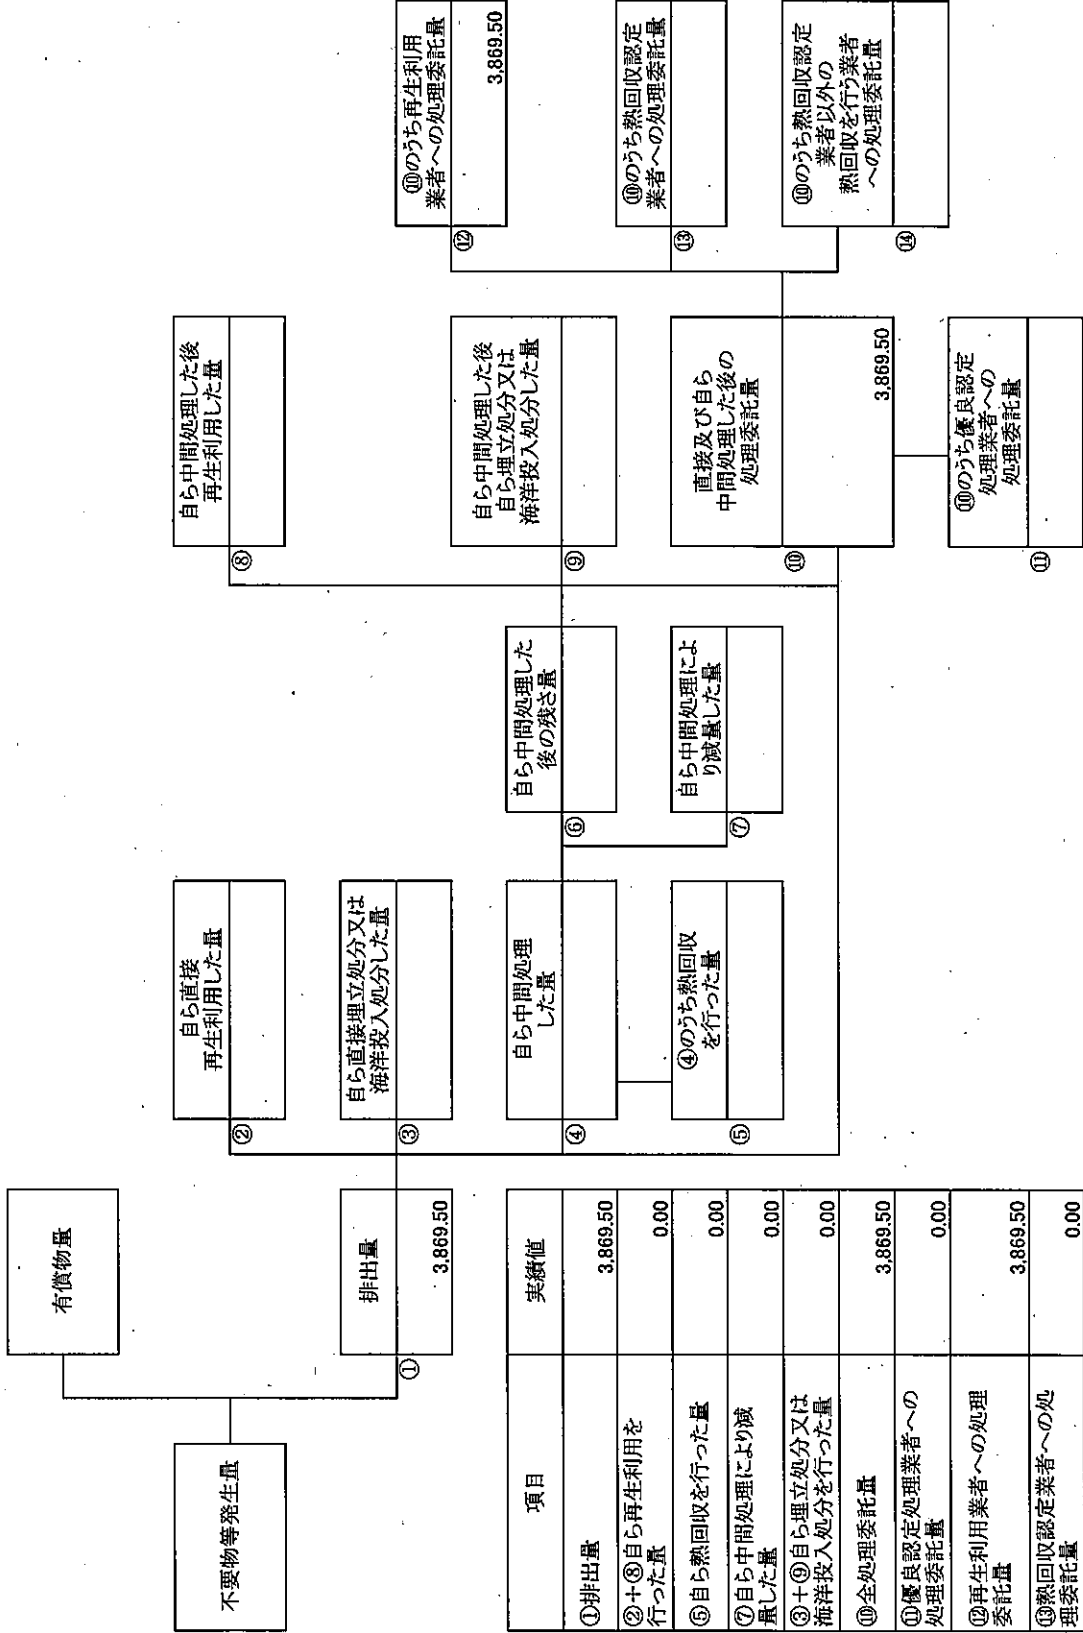 不要物等発生量
有償物量
排出量
①
3,869.50
②
自ら直接
再生利用した量
③
自ら直接埋立処分又は
海洋投入処分した量
④
自ら中間処理
した量
⑤
④のうち熱回収
を行った量
⑥
自ら中間処理した
後の残さ量
⑦
自ら中間処理によ
り減量した量
⑧
自ら中間処理した後
再生利用した量
⑨
自ら中間処理した後
自ら埋立処分又は
海洋投入処分した量
⑩
直接及び自ら
中間処理した後の
処理委託量
3,869.50
⑪
⑩のうち優良認定
処理業者への
処理委託量
⑫
⑩のうち再生利用
業者への処理委託量
3,869.50
⑬
⑩のうち熱回収認定
業者への処理委託量
⑭
⑩のうち熱回収認定
業者以外の
熱回収を行う業者
への処理委託量
項目
実績値
①排出量
3,869.50
②+⑧自ら再生利用を
行った量
0.00
⑤自ら熱回収を行った量
0.00
⑦自ら中間処理により減
量した量
0.00
③+⑨自ら埋立処分又は
海洋投入処分を行った量
0.00
⑩全処理委託量
3,869.50
⑪優良認定処理業者への
処理委託量
0.00
⑫再生利用業者への処理
委託量
3,869.50
⑬熱回収認定業者への処
理委託量
0.00